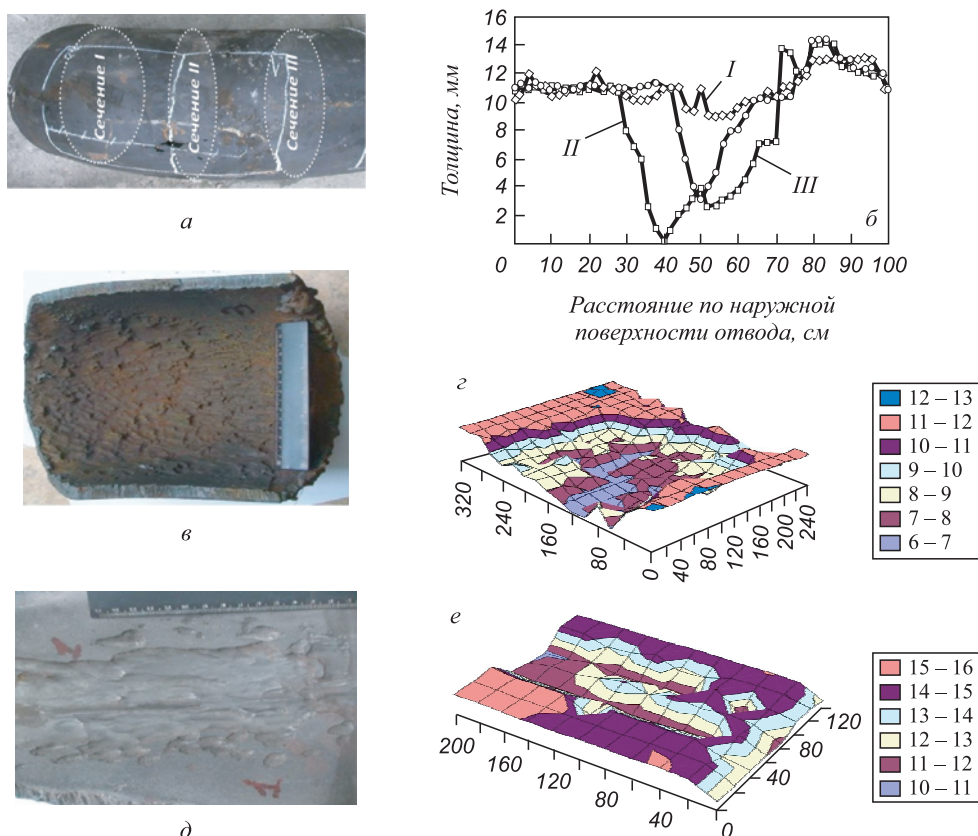 Сечение I
Сечение II
Сечение III
а
Толщина, мм
16
14
12
10
8
6
4
2
I
II
III
б
0 10 20 30 40 50 60 70 80 90 100
Расстояние по наружной
поверхности отвода, см
в
г
320 240 160 80 0
40 80 120 160 200 240
12 – 13
11 – 12
10 – 11
9 – 10
8 – 9
7 – 8
6 – 7
д
е
200 160 120 80 40 0
40 80 120
15 – 16
14 – 15
13 – 14
12 – 13
11 – 12
10 – 11